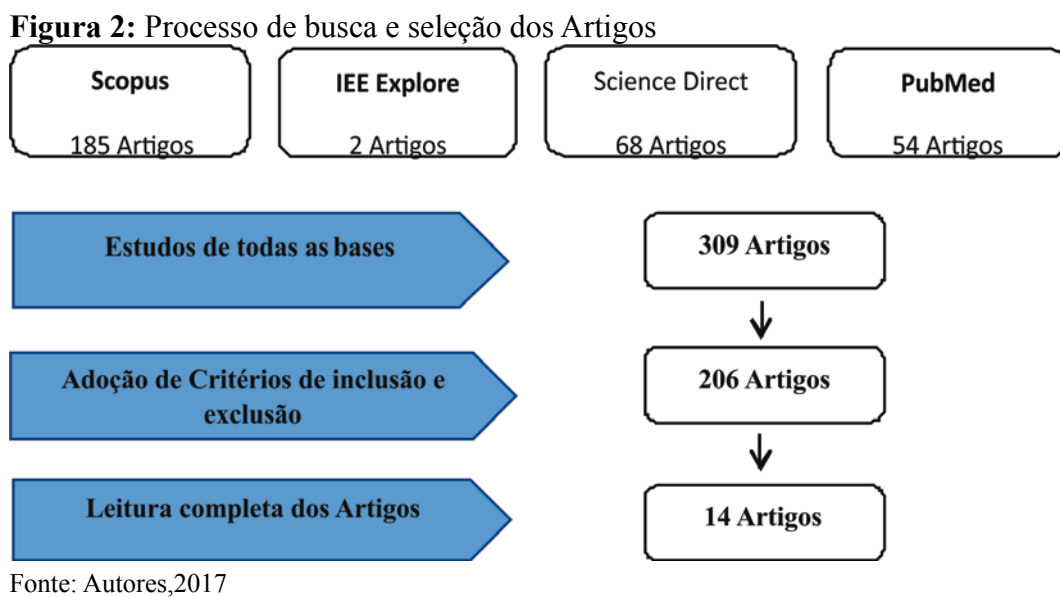 Figura 2: Processo de busca e seleção dos Artigos
Scopus
185 Artigos
IEE Explore
2 Artigos
Science Direct
68 Artigos
PubMed
54 Artigos
Estudos de todas as bases
309 Artigos
Adoção de Critérios de inclusão e
exclusão
206 Artigos
Leitura completa dos Artigos
14 Artigos
Fonte: Autores,2017